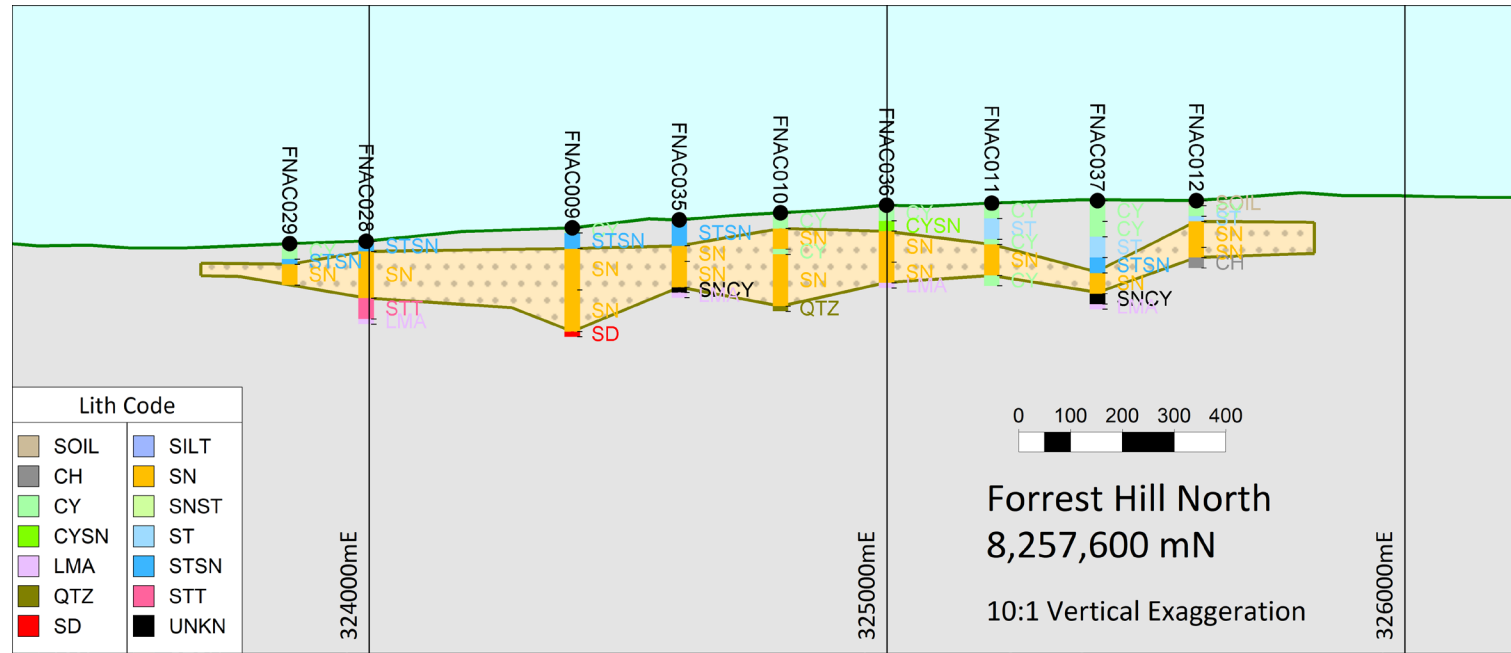 FNAC029
FNAC028
FNAC009
FNAC035
FNAC010
FNAC036
FNAC011
FNAC037
FNAC012
CY
STSN
SN
STSN
SN
STT
LMA
CY
STSN
SN
SN
SD
STSN
SN
SN
SNCY
LMA
CY
SN
CY
SN
QTZ
CY
CYSN
SN
SN
LMA
CY
ST
CY
SN
CY
CY
CY
ST
STSN
SN
SNCY
LMA
SOIL
ST
SN
SN
CH
Lith Code
SOIL
CH
CY
CYSN
LMA
QTZ
SD
SILT
SN
SNST
ST
STSN
STT
UNKN
324000mE
325000mE
326000mE
0 100 200 300 400
Forrest Hill North
8,257,600 mN
10:1 Vertical Exaggeration